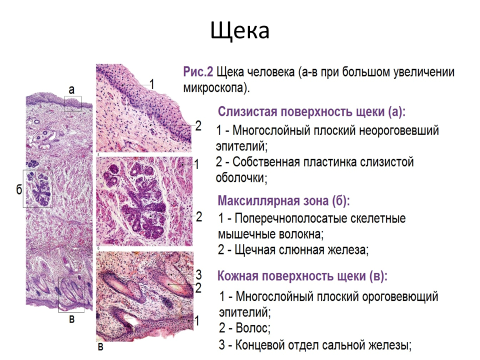 Щека
Рис.2 Щека человека (а-в при большом увеличении
микроскопа).
Слизистая поверхность щеки (а):
1 - Многослойный плоский неороговевший
эпителий;
2 - Собственная пластинка слизистой
оболочки;
Максиллярная зона (б):
1 - Поперечнополосатые скелетные
мышечные волокна;
2 - Щечная слюнная железа;
Кожная поверхность щеки (в):
1 - Многослойный плоский ороговевющий
эпителий;
2 - Волос;
3 - Концевой отдел сальной железы;
а
б
в
1
2
1
2
3
2
1
в